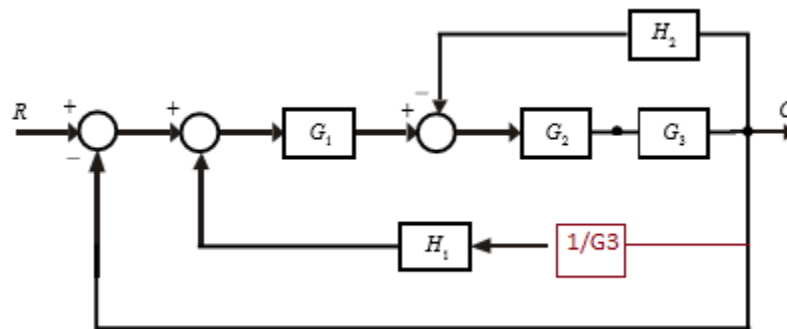 H₂
R + − + G₁ + − G₂ G₃ C
H₁ 1/G3